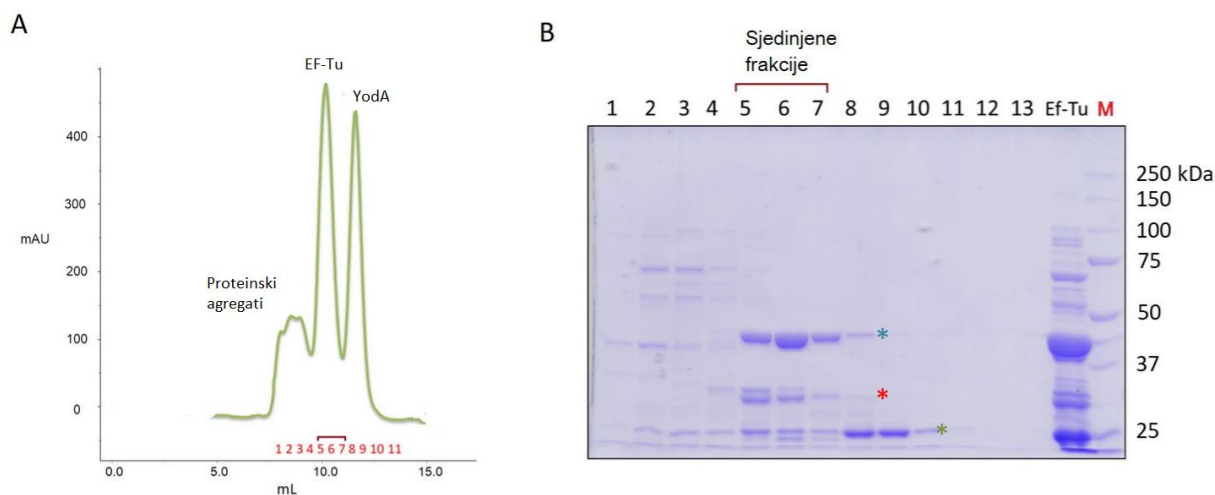 A
EF-Tu
YodA
400
300
mAU
200
Proteinski
agregati
100
0
1 2 3 4 5 6 7 8 9 10 11
0.0 5.0 10.0 15.0
mL
B
Sjedinjene
frakcije
1 2 3 4 5 6 7 8 9 10 11 12 13 Ef-Tu M
250 kDa
150
100
75
50
*
37
*
25
*